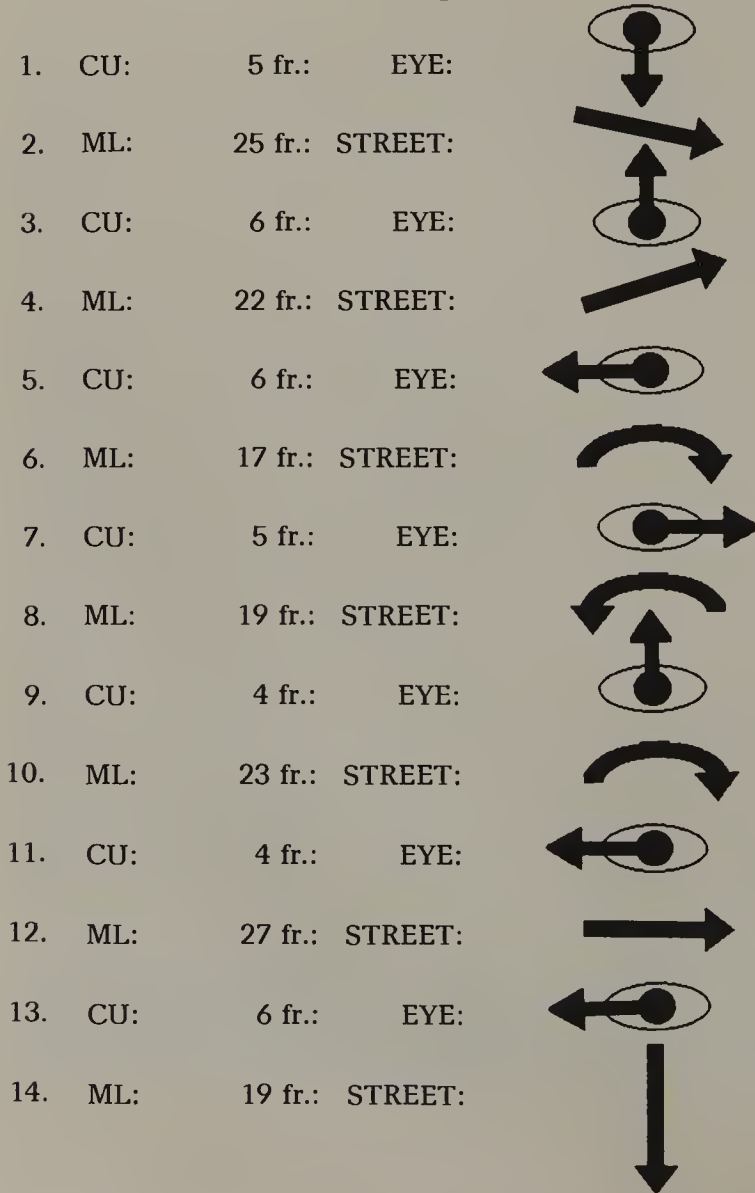 1. CU: 5 fr.: EYE:
2. ML: 25 fr.: STREET:
3. CU: 6 fr.: EYE:
4. ML: 22 fr.: STREET:
5. CU: 6 fr.: EYE:
6. ML: 17 fr.: STREET:
7. CU: 5 fr.: EYE:
8. ML: 19 fr.: STREET:
9. CU: 4 fr.: EYE:
10. ML: 23 fr.: STREET:
11. CU: 4 fr.: EYE:
12. ML: 27 fr.: STREET:
13. CU: 6 fr.: EYE:
14. ML: 19 fr.: STREET: